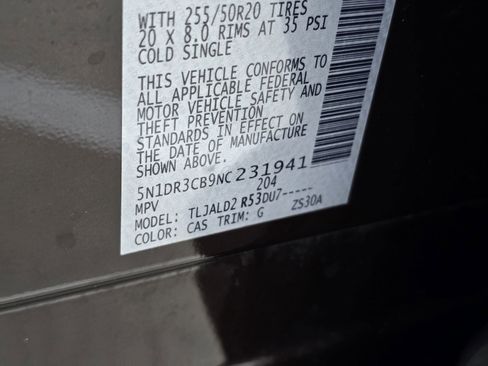 WITH 255/50R20 TIRES
20 X 8.0 RIMS AT 35 PSI
COLD SINGLE
THIS VEHICLE CONFORMS TO
ALL APPLICABLE FEDERAL
MOTOR VEHICLE SAFETY AND
THEFT PREVENTION
STANDARDS IN EFFECT ON
THE DATE OF MANUFACTURE
SHOWN ABOVE.
5N1DR3CB9NC231941
MPV 204
MODEL: TLJALD2 R53DU7-----
COLOR: CAS TRIM: G ZS30A